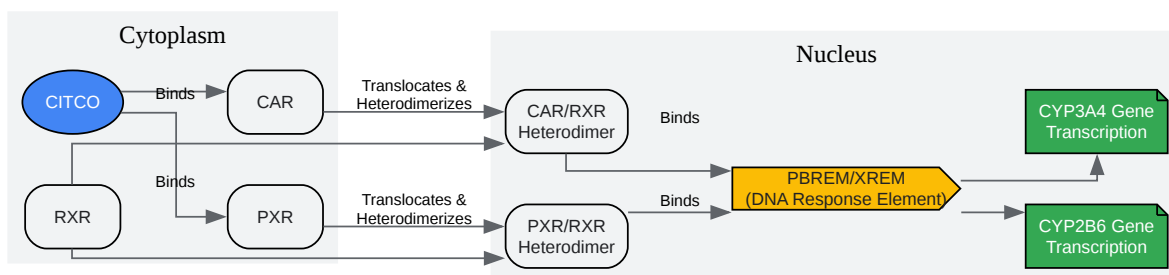 Cytoplasm
Nucleus
CITCO
Binds
CAR
Translocates &
Heterodimerizes
CAR/RXR
Heterodimer
Binds
CYP3A4 Gene
Transcription
Binds
RXR
PXR
Translocates &
Heterodimerizes
PXR/RXR
Heterodimer
Binds
PBREM/XREM
(DNA Response Element)
CYP2B6 Gene
Transcription